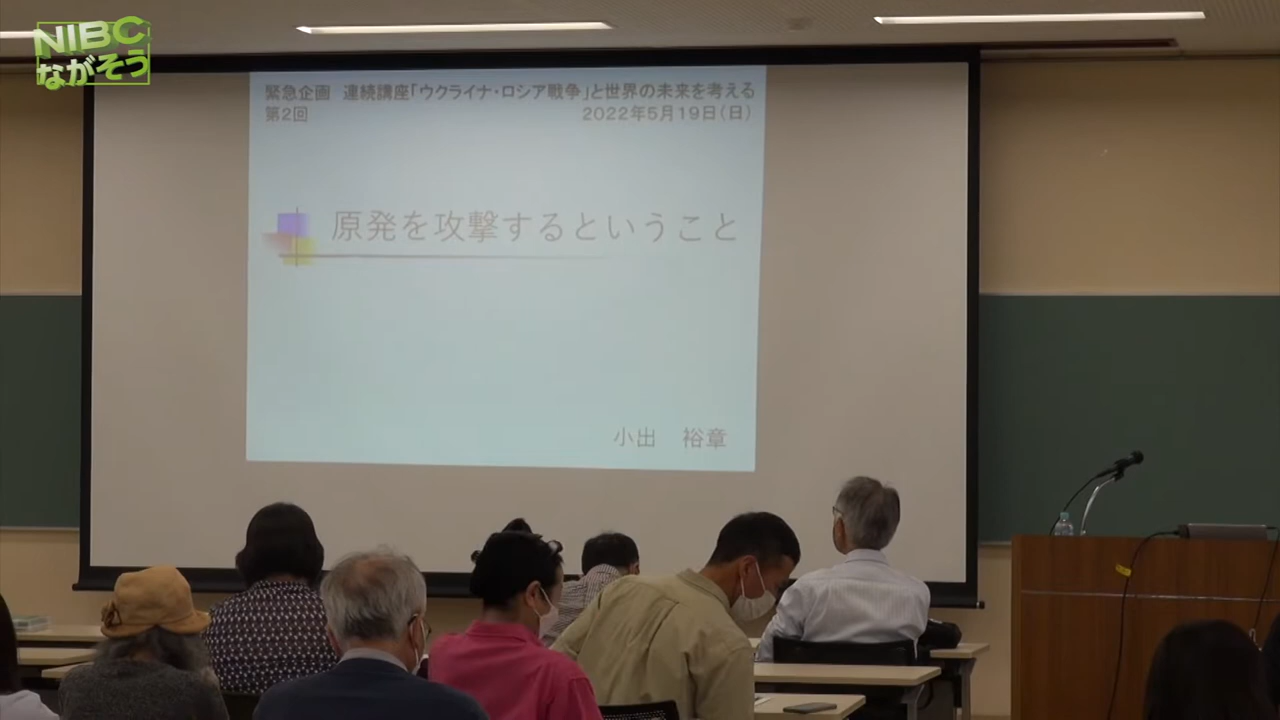 NIBC
ながそう
緊急企画 連続講座「ウクライナ・ロシア戦争」と世界の未来を考える
第2回 2022年5月19日(日)
原発を攻撃するということ
小出 裕章